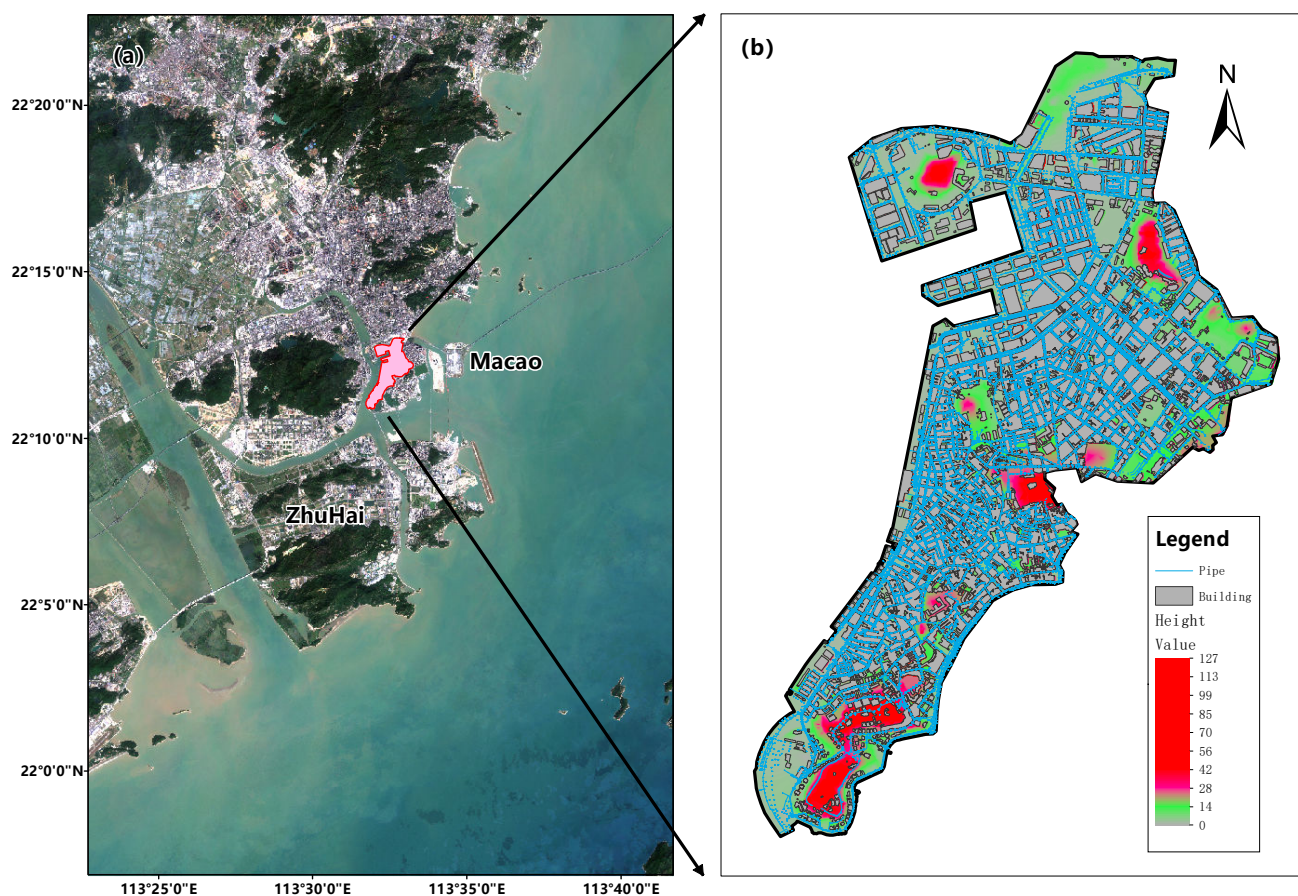 (a)
22°20'0"N
22°15'0"N
22°10'0"N
22°5'0"N
22°0'0"N
113°25'0"E
113°30'0"E
113°35'0"E
113°40'0"E
Macao
ZhuHai
(b)
N
Legend
Pipe
Building
Height
Value
127
113
99
85
70
56
42
28
14
0